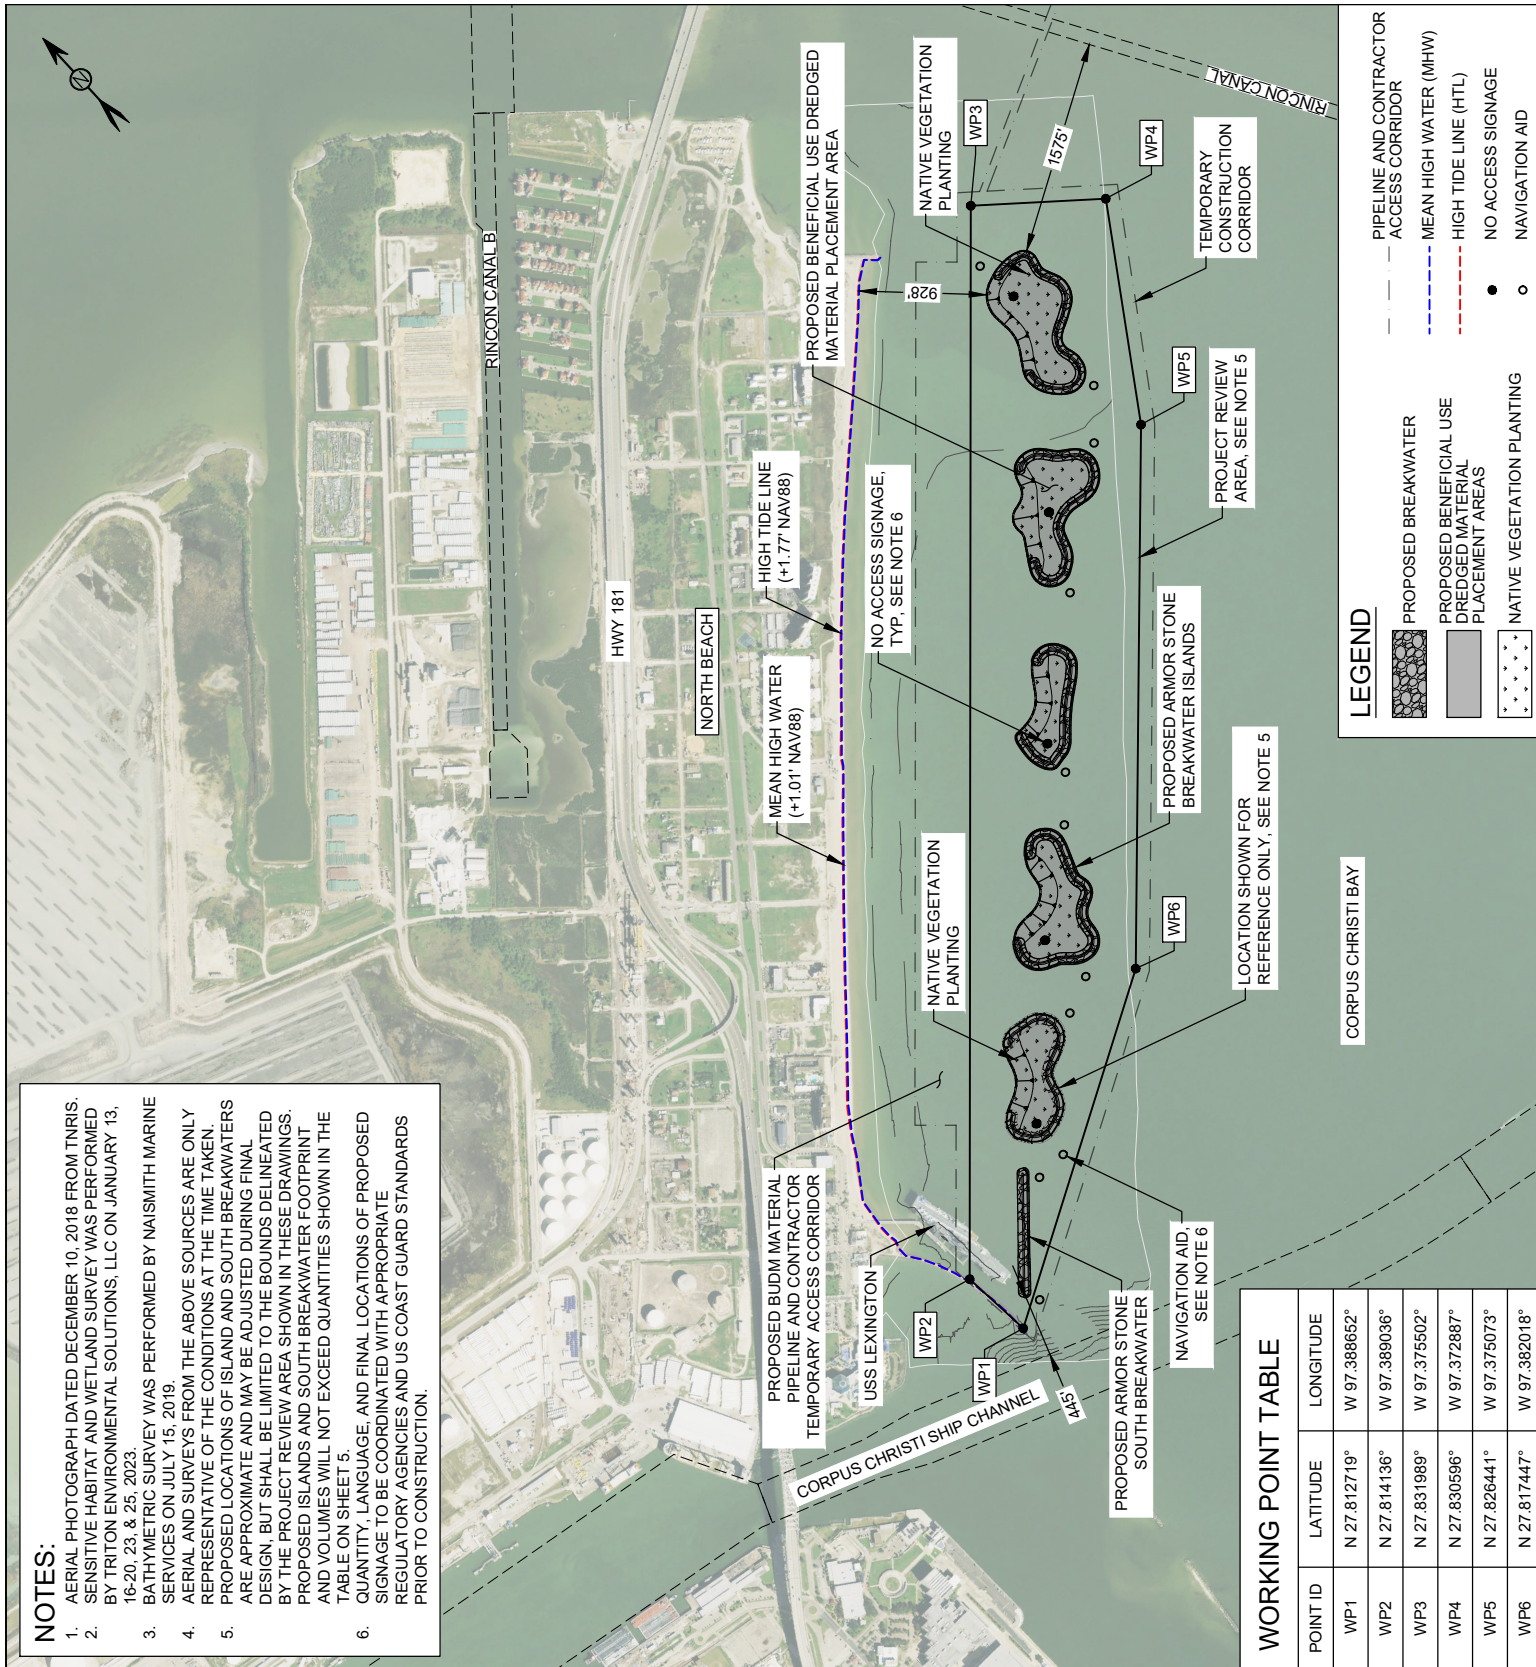 NOTES:
1. AERIAL PHOTOGRAPH DATED DECEMBER 10, 2018 FROM TNRIS.
2. SENSITIVE HABITAT AND WETLAND SURVEY WAS PERFORMED
BY TRITON ENVIRONMENTAL SOLUTIONS, LLC ON JANUARY 13,
16-20, 23, & 25, 2023.
3. BATHYMETRIC SURVEY WAS PERFORMED BY NAISMITH MARINE
SERVICES ON JULY 15, 2019.
4. AERIAL AND SURVEYS FROM THE ABOVE SOURCES ARE ONLY
REPRESENTATIVE OF THE CONDITIONS AT THE TIME TAKEN.
5. PROPOSED LOCATIONS OF ISLAND AND SOUTH BREAKWATERS
ARE APPROXIMATE AND MAY BE ADJUSTED DURING FINAL
DESIGN, BUT SHALL BE LIMITED TO THE BOUNDS DELINEATED
BY THE PROJECT REVIEW AREA SHOWN IN THESE DRAWINGS.
PROPOSED ISLANDS AND SOUTH BREAKWATER FOOTPRINT
AND VOLUMES WILL NOT EXCEED QUANTITIES SHOWN IN THE
TABLE ON SHEET 5.
6. QUANTITY, LANGUAGE, AND FINAL LOCATIONS OF PROPOSED
SIGNAGE TO BE COORDINATED WITH APPROPRIATE
REGULATORY AGENCIES AND US COAST GUARD STANDARDS
PRIOR TO CONSTRUCTION.
N
RINCON CANAL B
HWY 181
NORTH BEACH
MEAN HIGH WATER
(+1.01' NAV88)
HIGH TIDE LINE
(+1.77' NAV88)
PROPOSED BENEFICIAL USE DREDGED
MATERIAL PLACEMENT AREA
NO ACCESS SIGNAGE,
TYP, SEE NOTE 6
NATIVE VEGETATION
PLANTING
928'
WP3
1575'
RINCON CANAL
WP4
TEMPORARY
CONSTRUCTION
CORRIDOR
WP5
PROJECT REVIEW
AREA, SEE NOTE 5
PROPOSED ARMOR STONE
BREAKWATER ISLANDS
WP6
LOCATION SHOWN FOR
REFERENCE ONLY, SEE NOTE 5
NATIVE VEGETATION
PLANTING
PROPOSED BUDM MATERIAL
PIPELINE AND CONTRACTOR
TEMPORARY ACCESS CORRIDOR
USS LEXINGTON
WP2
WP1
445'
CORPUS CHRISTI SHIP CHANNEL
PROPOSED ARMOR STONE
SOUTH BREAKWATER
NAVIGATION AID,
SEE NOTE 6
CORPUS CHRISTI BAY
WORKING POINT TABLE
POINT ID LATITUDE LONGITUDE
WP1 N 27.812719° W 97.388652°
WP2 N 27.814136° W 97.389036°
WP3 N 27.831989° W 97.375502°
WP4 N 27.830596° W 97.372887°
WP5 N 27.826441° W 97.375073°
WP6 N 27.817447° W 97.382018°
LEGEND
PROPOSED BREAKWATER
PROPOSED BENEFICIAL USE
DREDGED MATERIAL
PLACEMENT AREAS
NATIVE VEGETATION PLANTING
PIPELINE AND CONTRACTOR
ACCESS CORRIDOR
MEAN HIGH WATER (MHW)
HIGH TIDE LINE (HTL)
NO ACCESS SIGNAGE
NAVIGATION AID